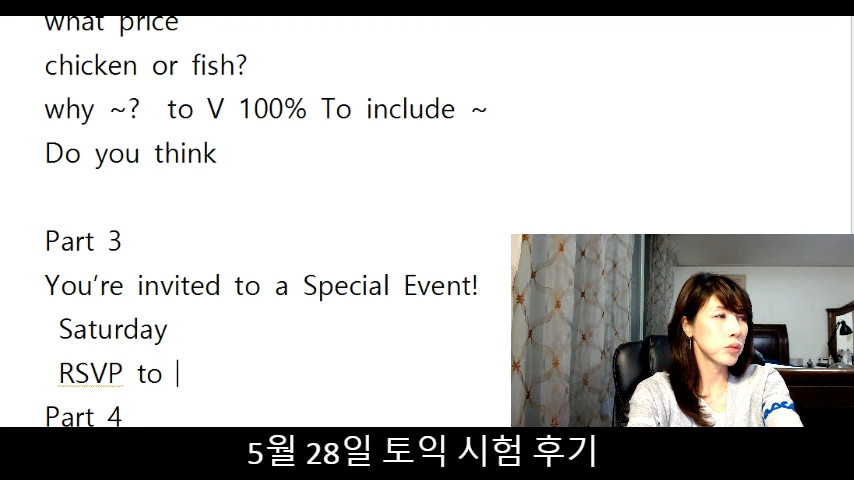 what price
chicken or fish?
why ~? to V 100% To include ~
Do you think
Part 3
You're invited to a Special Event!
Saturday
RSVP to
Part 4
5월 28일 토익 시험 후기